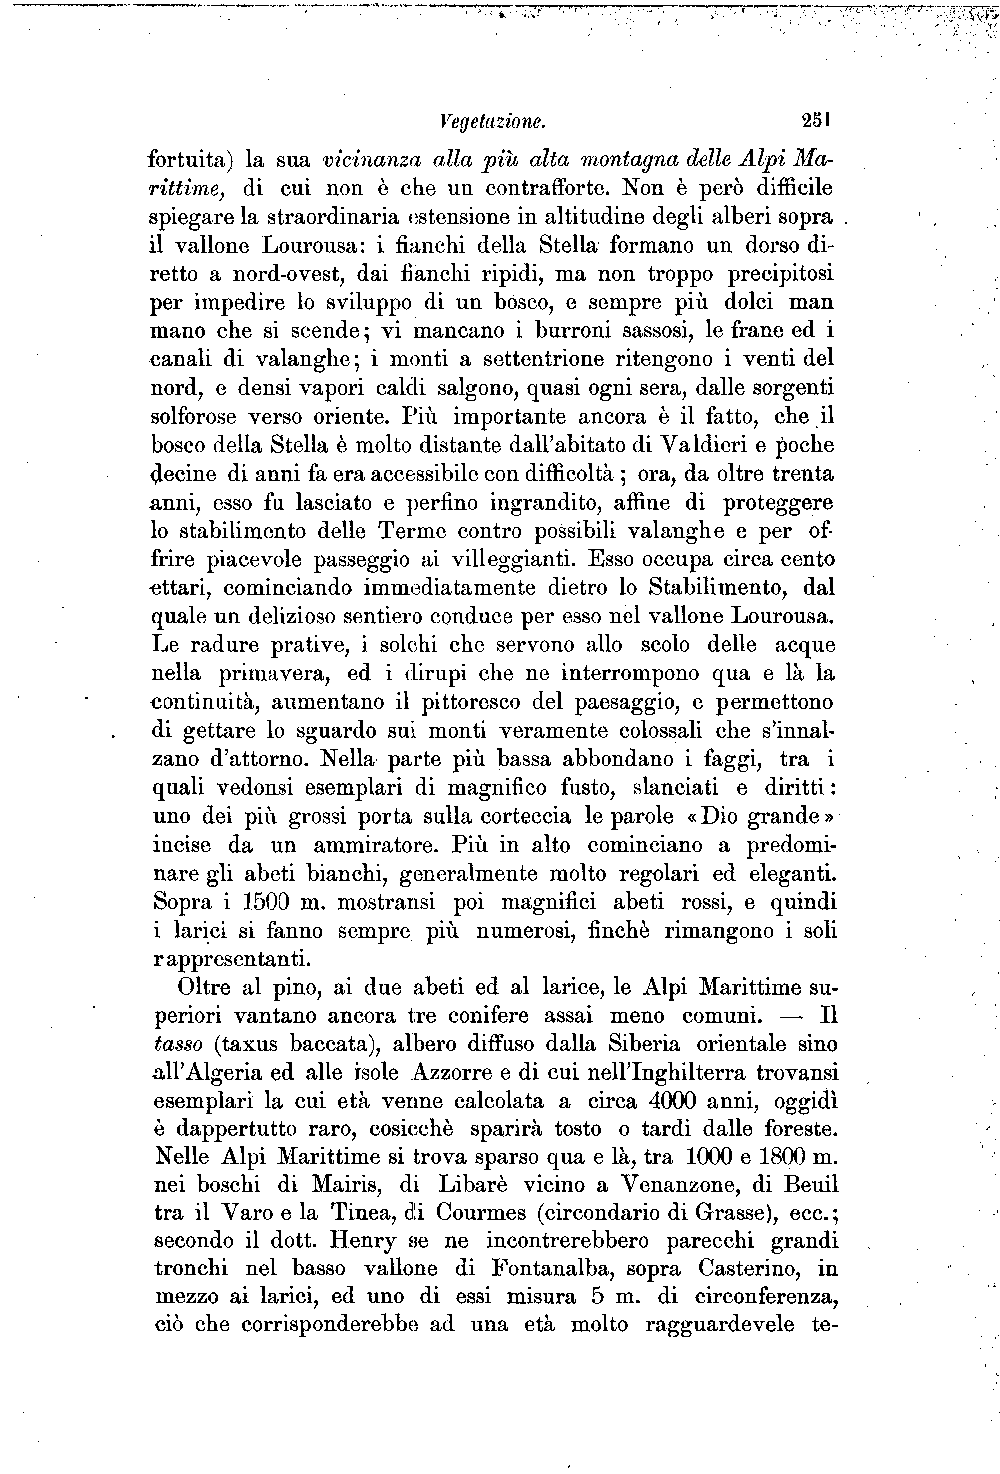 Vegetazione. 251
fortuita) la sua vicinanza alla più alta montagna delle Alpi Ma-
rittime, di cui non è che un contrafforte. Non è però difficile
spiegare la straordinaria estensione in altitudine degli alberi sopra
il vallone Lourousa: i fianchi della Stella formano un dorso di-
retto a nord-ovest, dai fianchi ripidi, ma non troppo precipitosi
per impedire lo sviluppo di un bosco, e sempre più dolci man
mano che si scende; vi mancano i burroni sassosi, le frane ed i
canali di valanghe; i monti a settentrione ritengono i venti del
nord, e densi vapori caldi salgono, quasi ogni sera, dalle sorgenti
solforose verso oriente. Più importante ancora è il fatto, che il
bosco della Stella è molto distante dall'abitato di Valdieri e poche
decine di anni fa era accessibile con difficoltà ; ora, da oltre trenta
anni, esso fu lasciato e perfino ingrandito, affine di proteggere
lo stabilimento delle Terme contro possibili valanghe e per of-
frire piacevole passeggio ai villeggianti. Esso occupa circa cento
ettari, cominciando immediatamente dietro lo Stabilimento, dal
quale un delizioso sentiero conduce per esso nel vallone Lourousa.
Le radure prative, i solchi che servono allo scolo delle acque
nella primavera, ed i dirupi che ne interrompono qua e là la
continuità, aumentano il pittoresco del paesaggio, e permettono
di gettare lo sguardo sui monti veramente colossali che s'innal-
zano d'attorno. Nella parte più bassa abbondano i faggi, tra i
quali vedonsi esemplari di magnifico fusto, slanciati e diritti :
uno dei più grossi porta sulla corteccia le parole «Dio grande»
incise da un ammiratore. Più in alto cominciano a predomi-
nare gli abeti bianchi, generalmente molto regolari ed eleganti.
Sopra i 1500 m. mostransi poi magnifici abeti rossi, e quindi
i larici si fanno sempre più numerosi, finchè rimangono i soli
rappresentanti.
Oltre al pino, ai due abeti ed al larice, le Alpi Marittime su-
periori vantano ancora tre conifere assai meno comuni. — Il
tasso (taxus baccata), albero diffuso dalla Siberia orientale sino
all'Algeria ed alle isole Azzorre e di cui nell'Inghilterra trovansi
esemplari la cui età venne calcolata a circa 4000 anni, oggidì
è dappertutto raro, cosicchè sparirà tosto o tardi dalle foreste.
Nelle Alpi Marittime si trova sparso qua e là, tra 1000 e 1800 m.
nei boschi di Mairis, di Librè vicino a Venanzone, di Beuil
tra il Varo e la Tinea, di Courmes (circondario di Grasse), ecc.;
secondo il dott. Henry se ne incontrerebbero parecchi grandi
tronchi nel basso vallone di Fontanalba, sopra Casterino, in
mezzo ai larici, ed uno di essi misura 5 m. di circonferenza,
ciò che corrisponderebbe ad una età molto ragguardevole te-